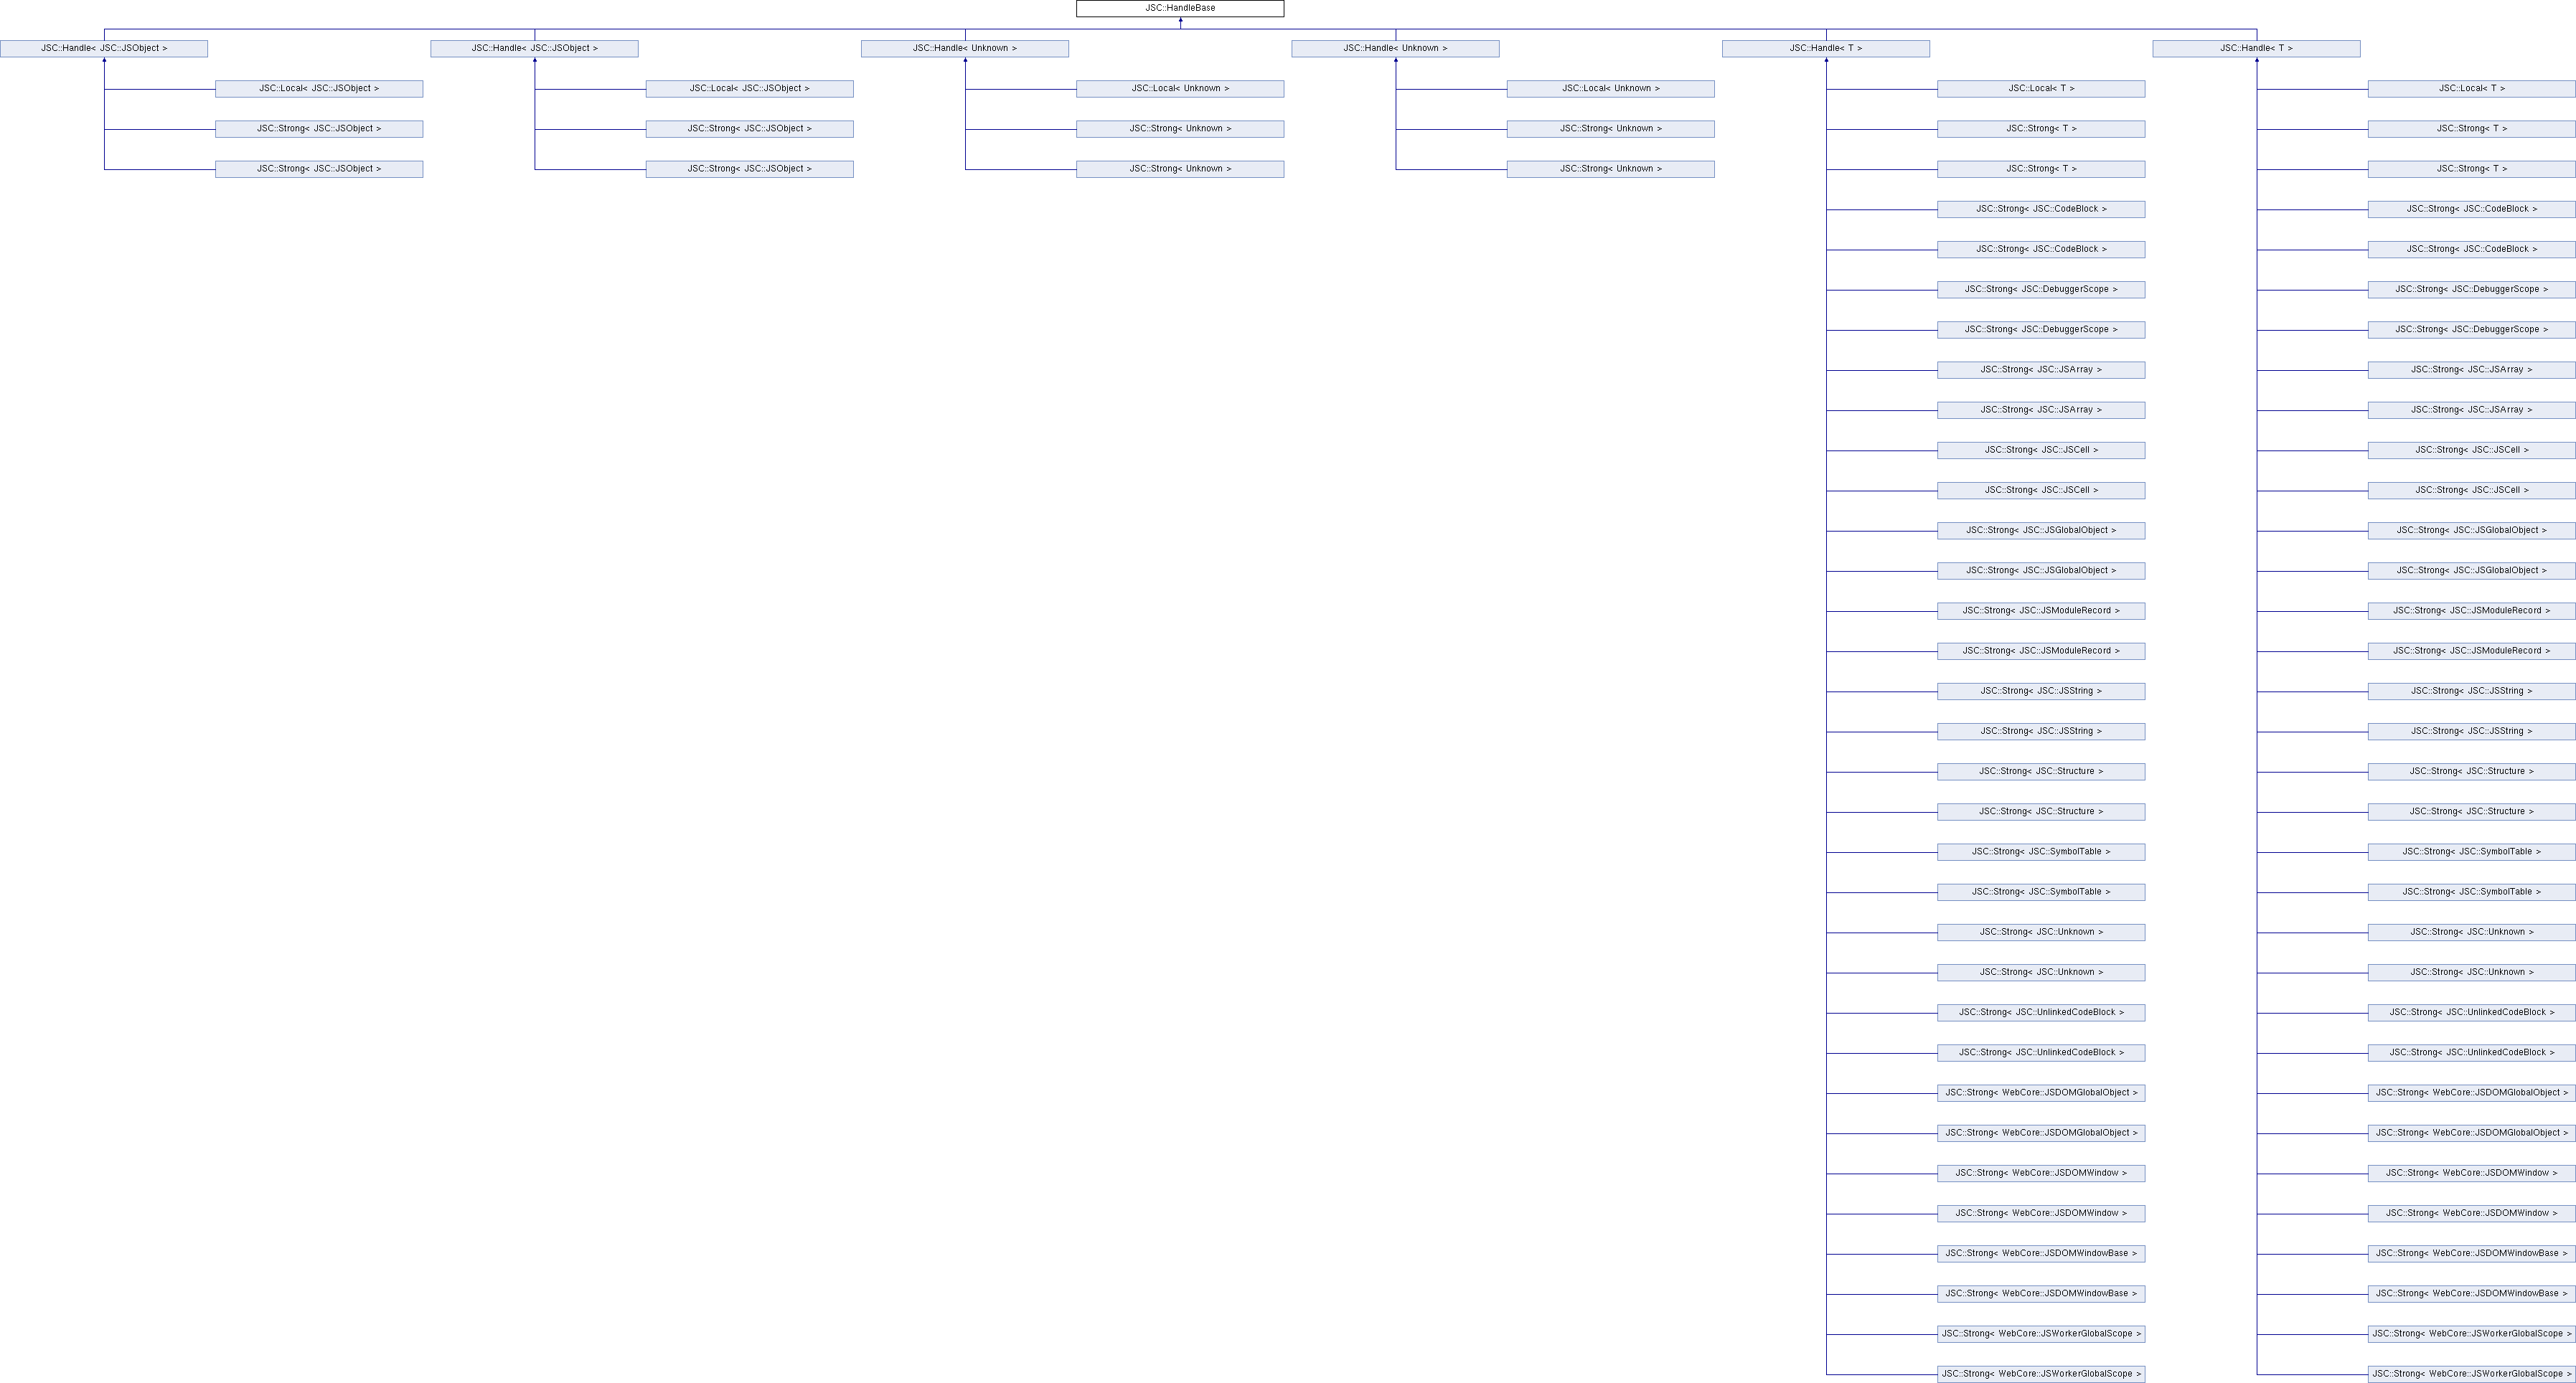 JSC::HandleBase
JSC::Handle< JSC::JSObject >
JSC::Handle< JSC::JSObject >
JSC::Handle< Unknown >
JSC::Handle< Unknown >
JSC::Handle< T >
JSC::Handle< T >
JSC::Local< JSC::JSObject >
JSC::Local< JSC::JSObject >
JSC::Local< Unknown >
JSC::Local< Unknown >
JSC::Local< T >
JSC::Local< T >
JSC::Strong< JSC::JSObject >
JSC::Strong< JSC::JSObject >
JSC::Strong< Unknown >
JSC::Strong< Unknown >
JSC::Strong< T >
JSC::Strong< T >
JSC::Strong< JSC::JSObject >
JSC::Strong< JSC::JSObject >
JSC::Strong< Unknown >
JSC::Strong< Unknown >
JSC::Strong< T >
JSC::Strong< T >
JSC::Strong< JSC::CodeBlock >
JSC::Strong< JSC::CodeBlock >
JSC::Strong< JSC::CodeBlock >
JSC::Strong< JSC::CodeBlock >
JSC::Strong< JSC::DebuggerScope >
JSC::Strong< JSC::DebuggerScope >
JSC::Strong< JSC::DebuggerScope >
JSC::Strong< JSC::DebuggerScope >
JSC::Strong< JSC::JSArray >
JSC::Strong< JSC::JSArray >
JSC::Strong< JSC::JSArray >
JSC::Strong< JSC::JSArray >
JSC::Strong< JSC::JSCell >
JSC::Strong< JSC::JSCell >
JSC::Strong< JSC::JSCell >
JSC::Strong< JSC::JSCell >
JSC::Strong< JSC::JSGlobalObject >
JSC::Strong< JSC::JSGlobalObject >
JSC::Strong< JSC::JSGlobalObject >
JSC::Strong< JSC::JSGlobalObject >
JSC::Strong< JSC::JSModuleRecord >
JSC::Strong< JSC::JSModuleRecord >
JSC::Strong< JSC::JSModuleRecord >
JSC::Strong< JSC::JSModuleRecord >
JSC::Strong< JSC::JSString >
JSC::Strong< JSC::JSString >
JSC::Strong< JSC::JSString >
JSC::Strong< JSC::JSString >
JSC::Strong< JSC::Structure >
JSC::Strong< JSC::Structure >
JSC::Strong< JSC::Structure >
JSC::Strong< JSC::Structure >
JSC::Strong< JSC::SymbolTable >
JSC::Strong< JSC::SymbolTable >
JSC::Strong< JSC::SymbolTable >
JSC::Strong< JSC::SymbolTable >
JSC::Strong< JSC::Unknown >
JSC::Strong< JSC::Unknown >
JSC::Strong< JSC::Unknown >
JSC::Strong< JSC::Unknown >
JSC::Strong< JSC::UnlinkedCodeBlock >
JSC::Strong< JSC::UnlinkedCodeBlock >
JSC::Strong< JSC::UnlinkedCodeBlock >
JSC::Strong< JSC::UnlinkedCodeBlock >
JSC::Strong< WebCore::JSDOMGlobalObject >
JSC::Strong< WebCore::JSDOMGlobalObject >
JSC::Strong< WebCore::JSDOMGlobalObject >
JSC::Strong< WebCore::JSDOMGlobalObject >
JSC::Strong< WebCore::JSDOMWindow >
JSC::Strong< WebCore::JSDOMWindow >
JSC::Strong< WebCore::JSDOMWindow >
JSC::Strong< WebCore::JSDOMWindow >
JSC::Strong< WebCore::JSDOMWindowBase >
JSC::Strong< WebCore::JSDOMWindowBase >
JSC::Strong< WebCore::JSDOMWindowBase >
JSC::Strong< WebCore::JSDOMWindowBase >
JSC::Strong< WebCore::JSWorkerGlobalScope >
JSC::Strong< WebCore::JSWorkerGlobalScope >
JSC::Strong< WebCore::JSWorkerGlobalScope >
JSC::Strong< WebCore::JSWorkerGlobalScope >